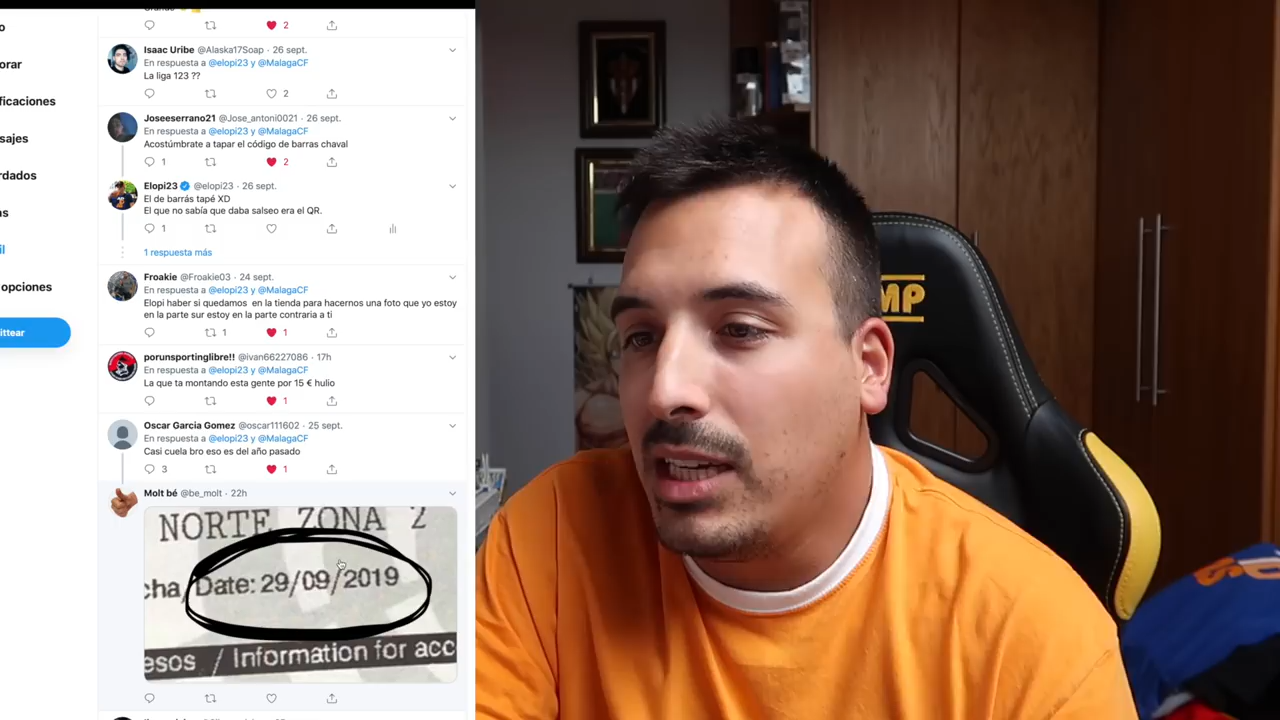 o
orar
ficaciones
sajes
rdados
s
il
opciones
ittear
2
Isaac Uribe @Alaska17Soap · 26 sept.
En respuesta a @elopi23 y @MalagaCF
La liga 123 ??
2
Joseeserrano21 @Jose_antoni0021 · 26 sept.
En respuesta a @elopi23 y @MalagaCF
Acostúmbrate a tapar el código de barras chaval
1 2
Elopi23 @elopi23 · 26 sept.
El de barrás tapé XD
El que no sabía que daba salseo era el QR.
1
1 respuesta más
Froakie @Froakie03 · 24 sept.
En respuesta a @elopi23 y @MalagaCF
Elopi haber si quedamos en la tienda para hacernos una foto que yo estoy
en la parte sur estoy en la parte contraria a ti
1 1
porunsportinglibre!! @ivan66227086 · 17h
En respuesta a @elopi23 y @MalagaCF
La que ta montando esta gente por 15 € hulio
1
Oscar Garcia Gomez @oscar111602 · 25 sept.
En respuesta a @elopi23 y @MalagaCF
Casi cuela bro eso es del año pasado
3 1
Molt bé @be_molt · 22h
NORTE ZONA 2
cha/Date: 29/09/2019
esos / Information for acc
MP